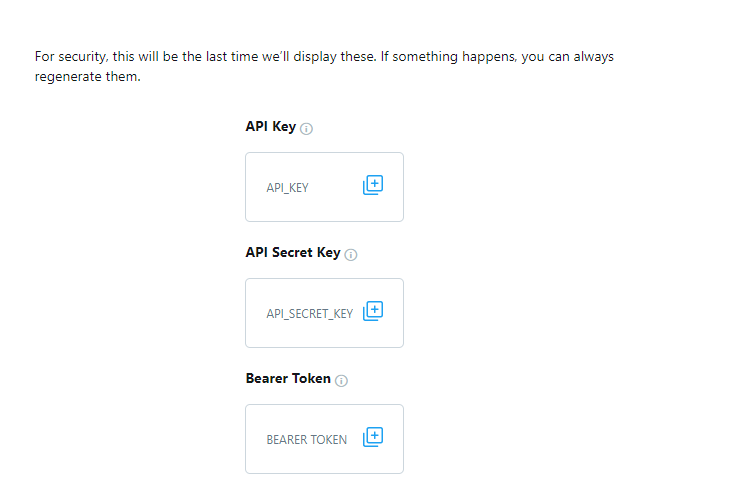 For security, this will be the last time we'll display these. If something happens, you can always
regenerate them.
API Key
API_KEY
API Secret Key
API_SECRET_KEY
Bearer Token
BEARER TOKEN